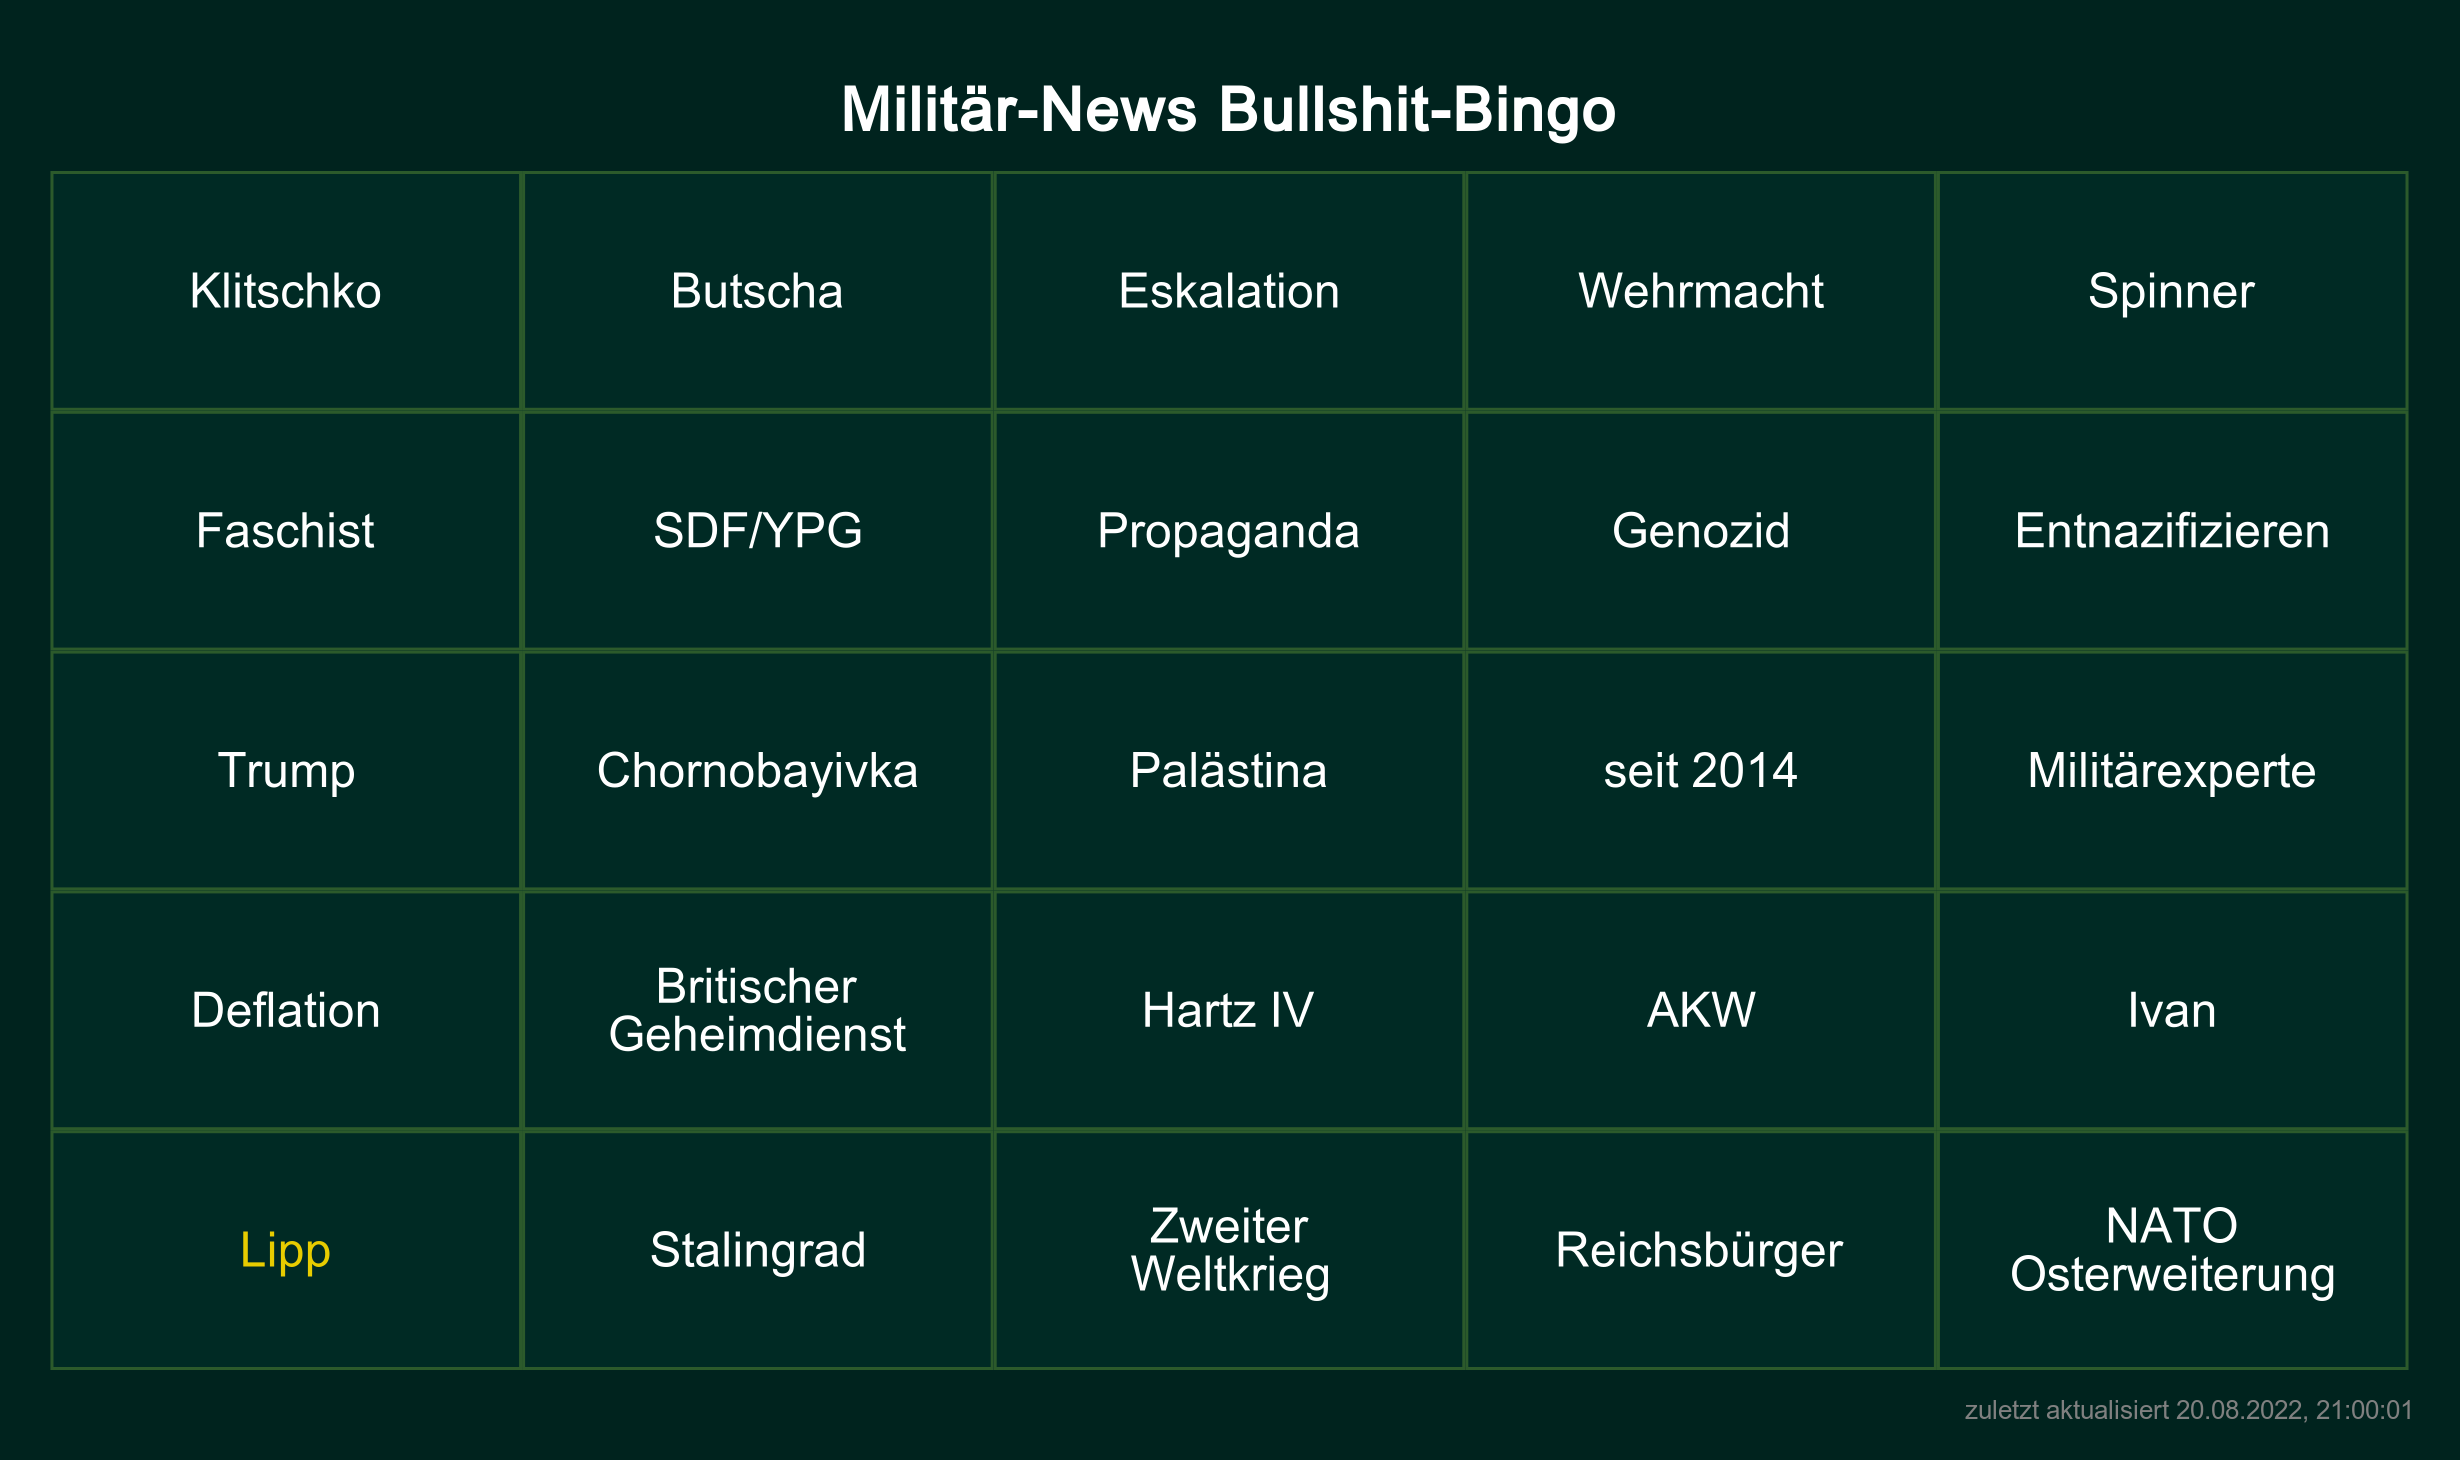 Militär-News Bullshit-Bingo
Klitschko
Butscha
Eskalation
Wehrmacht
Spinner
Faschist
SDF/YPG
Propaganda
Genozid
Entnazifizieren
Trump
Chornobayivka
Palästina
seit 2014
Militärexperte
Deflation
Britischer
Geheimdienst
Hartz IV
AKW
Ivan
Lipp
Stalingrad
Zweiter
Weltkrieg
Reichsbürger
NATO
Osterweiterung
zuletzt aktualisiert 20.08.2022, 21:00:01